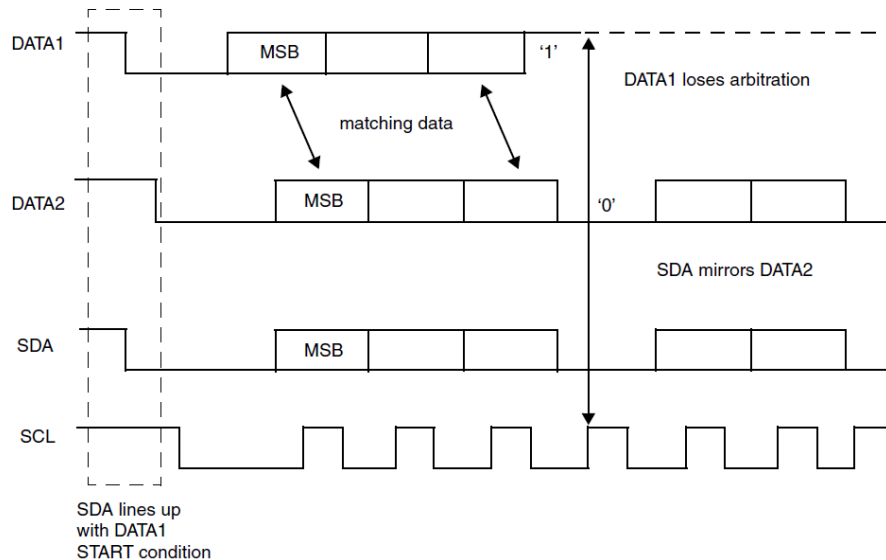 DATA1
MSB
‘1’
DATA1 loses arbitration
matching data
DATA2
MSB
‘0’
SDA mirrors DATA2
SDA
MSB
SCL
SDA lines up
with DATA1
START condition